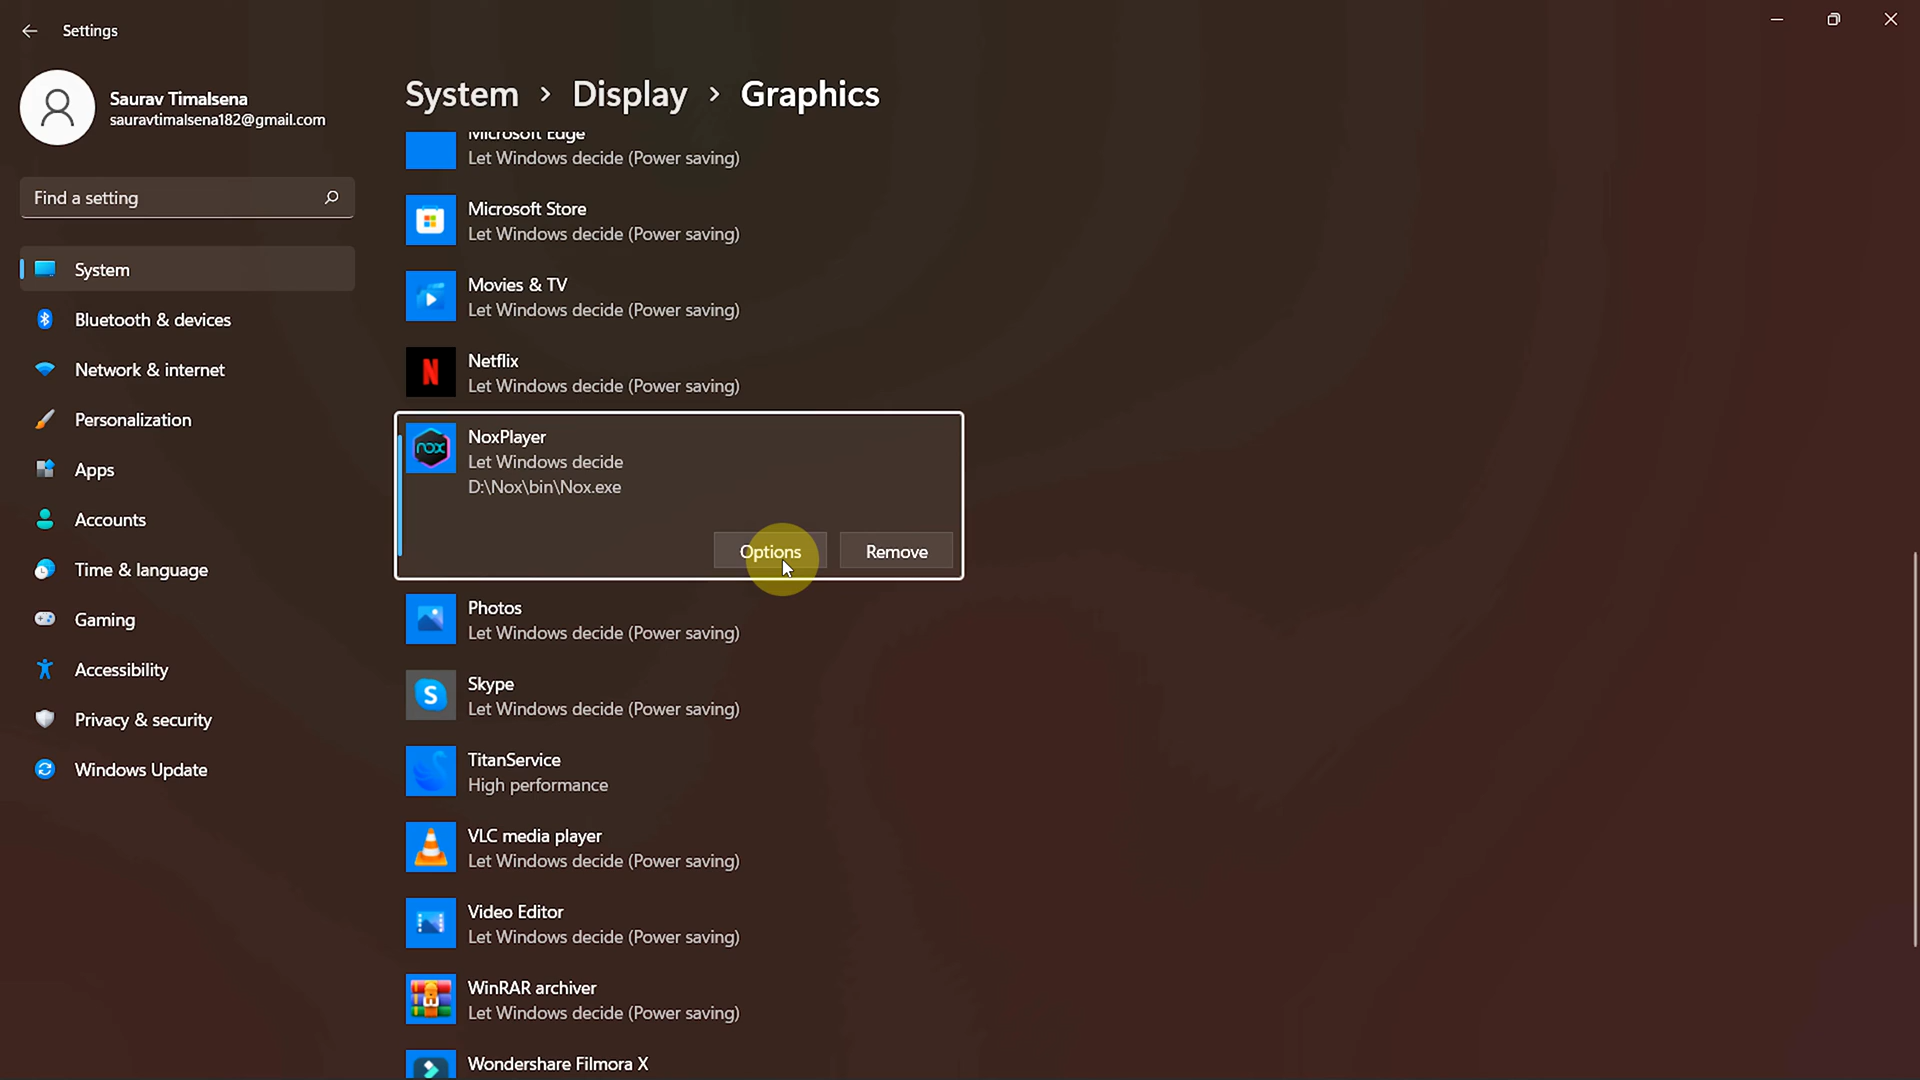 Settings
Saurav Timalsena
sauravtimalsena182@gmail.com
Find a setting
System
Bluetooth & devices
Network & internet
Personalization
Apps
Accounts
Time & language
Gaming
Accessibility
Privacy & security
Windows Update
System > Display > Graphics
Microsoft Edge
Let Windows decide (Power saving)
Microsoft Store
Let Windows decide (Power saving)
Movies & TV
Let Windows decide (Power saving)
N
Netflix
Let Windows decide (Power saving)
nox
NoxPlayer
Let Windows decide
D:\Nox\bin\Nox.exe
Options Remove
Photos
Let Windows decide (Power saving)
S
Skype
Let Windows decide (Power saving)
TitanService
High performance
VLC media player
Let Windows decide (Power saving)
Video Editor
Let Windows decide (Power saving)
WinRAR archiver
Let Windows decide (Power saving)
Wondershare Filmora X